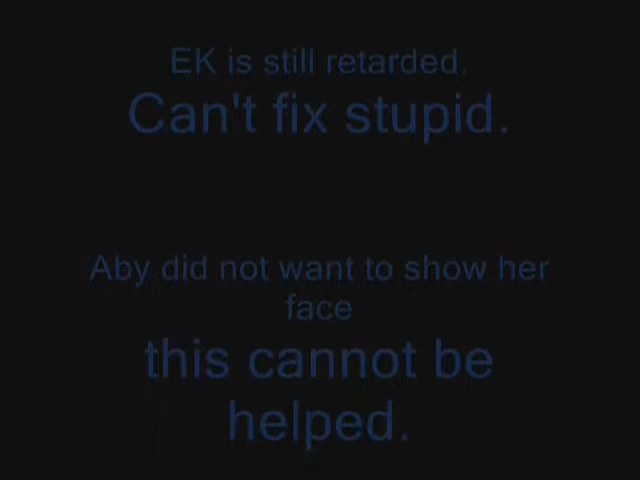 EK is still retarded.
Can't fix stupid.
Aby did not want to show her
face
this cannot be
helped.